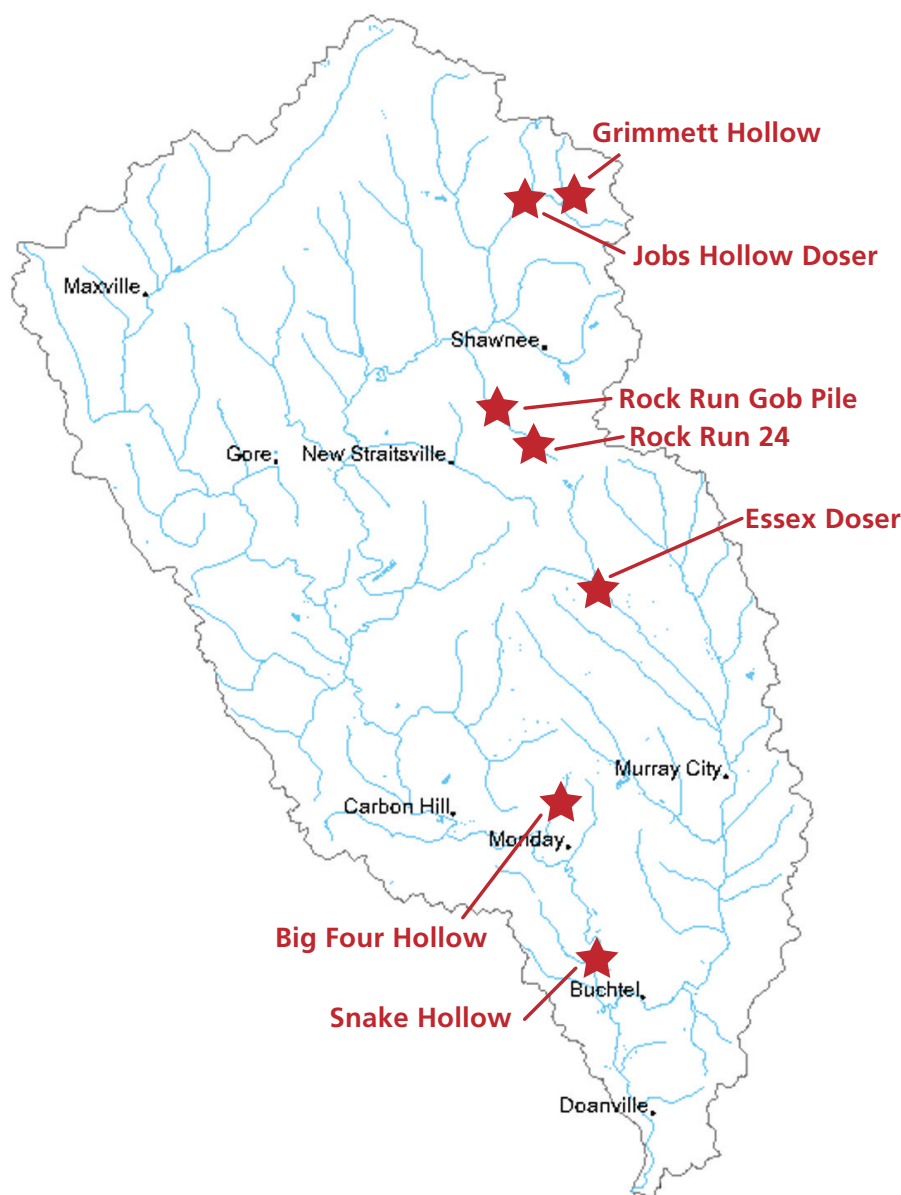 Grimmett Hollow
Jobs Hollow Doser
Maxville
Shawnee
Rock Run Gob Pile
Rock Run 24
Gore
New Straitsville
Essex Doser
Murray City
Carbon Hill
Monday
Big Four Hollow
Buchtel
Snake Hollow
Doanville